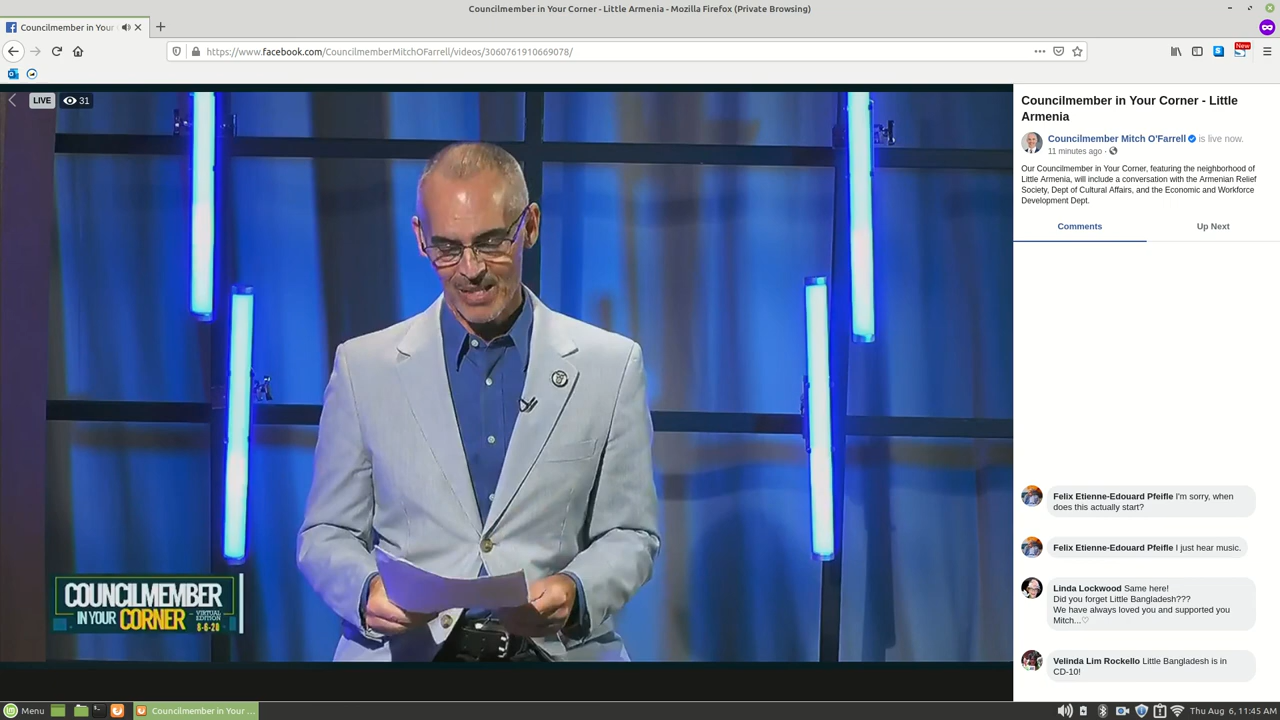 Councilmember in Your Corner - Little Armenia - Mozilla Firefox (Private Browsing)
Councilmember in Your
https://www.facebook.com/CouncilmemberMitchOFarrell/videos/3060761910669078/
New
LIVE
31
COUNCILMEMBER
IN YOUR CORNER
VIRTUAL
EDITION
8-6-20
Councilmember in Your Corner - Little
Armenia
Councilmember Mitch O'Farrell is live now.
11 minutes ago ·
Our Councilmember in Your Corner, featuring the neighborhood of
Little Armenia, will include a conversation with the Armenian Relief
Society, Dept of Cultural Affairs, and the Economic and Workforce
Development Dept.
Comments
Up Next
Felix Etienne-Edouard Pfeifle I'm sorry, when
does this actually start?
Felix Etienne-Edouard Pfeifle I just hear music.
Linda Lockwood Same here!
Did you forget Little Bangladesh???
We have always loved you and supported you
Mitch...♡
Velinda Lim Rockello Little Bangladesh is in
CD-10!
Menu
Councilmember in Your ...
Thu Aug 6, 11:45 AM